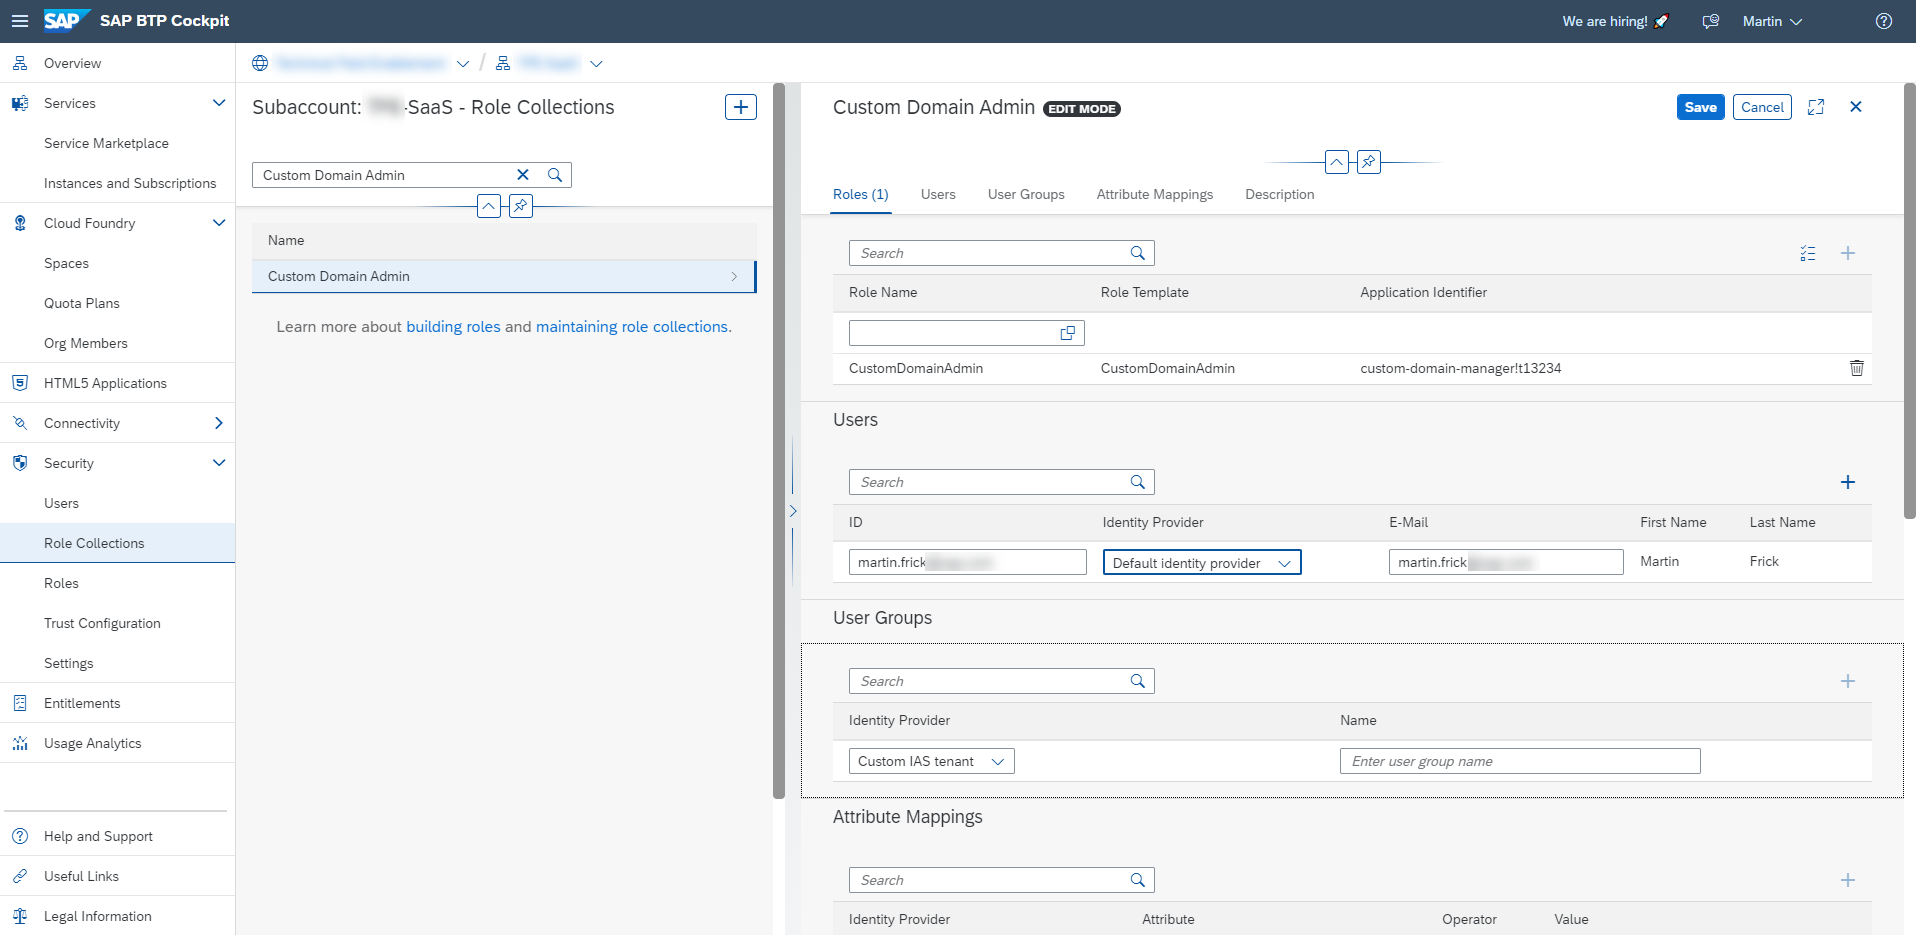 SAP SAP BTP Cockpit
We are hiring! 🚀
Martin
Overview
Services
Service Marketplace
Instances and Subscriptions
Cloud Foundry
Spaces
Quota Plans
Org Members
HTML5 Applications
Connectivity
Security
Users
Role Collections
Roles
Trust Configuration
Settings
Entitlements
Usage Analytics
Help and Support
Useful Links
Legal Information
Subaccount: -SaaS - Role Collections
Custom Domain Admin
Name
Custom Domain Admin
Learn more about building roles and maintaining role collections.
Custom Domain Admin EDIT MODE
Save Cancel
Roles (1) Users User Groups Attribute Mappings Description
Search
Role Name Role Template Application Identifier
CustomDomainAdmin CustomDomainAdmin custom-domain-manager!t13234
Users
Search
ID Identity Provider E-Mail First Name Last Name
martin.frick Default identity provider martin.frick Martin Frick
User Groups
Search
Identity Provider Name
Custom IAS tenant Enter user group name
Attribute Mappings
Search
Identity Provider Attribute Operator Value